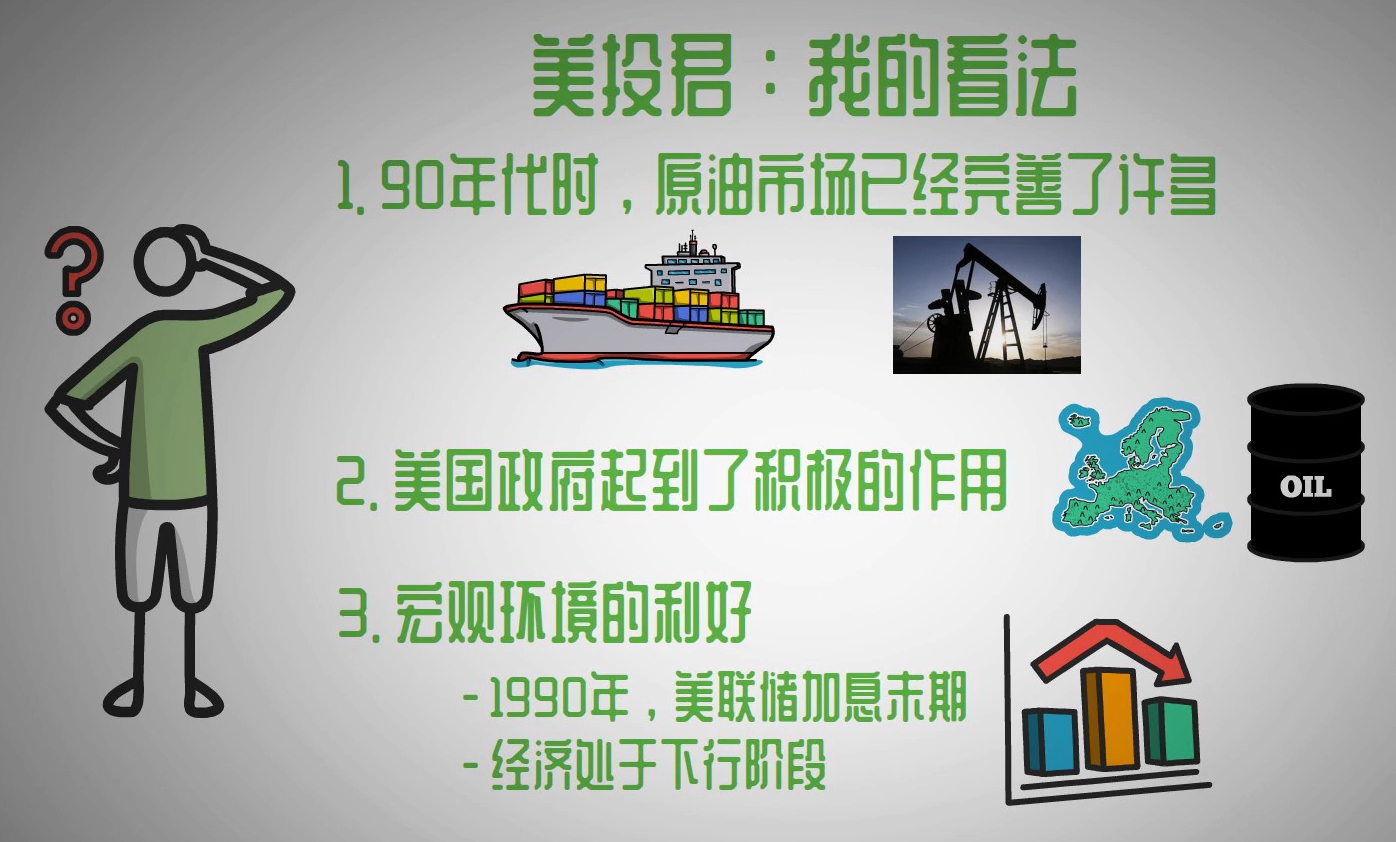 美投君：我的看法
1. 90年代时，原油市场已经完善了许多
2. 美国政府起到了积极的作用
OIL
3. 宏观环境的利好
- 1990年，美联储加息末期
- 经济处于下行阶段